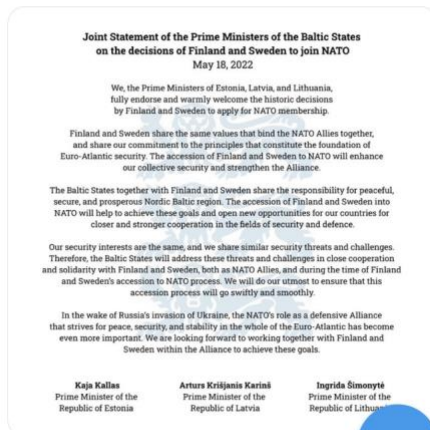 Joint Statement of the Prime Ministers of the Baltic States
on the decisions of Finland and Sweden to join NATO
May 18, 2022
We, the Prime Ministers of Estonia, Latvia, and Lithuania,
fully endorse and warmly welcome the historic decisions
by Finland and Sweden to apply for NATO membership.
Finland and Sweden share the same values that bind the NATO Allies together,
and share our commitment to the principles that constitute the foundation of
Euro-Atlantic security. The accession of Finland and Sweden to NATO will enhance
our collective security and strengthen the Alliance.
The Baltic States together with Finland and Sweden share the responsibility for peaceful,
secure, and prosperous Nordic Baltic region. The accession of Finland and Sweden into
NATO will help to achieve these goals and open new opportunities for our countries for
closer and stronger cooperation in the fields of security and defence.
Our security interests are the same, and we share similar security threats and challenges.
Therefore, the Baltic States will address these threats and challenges in close cooperation
and solidarity with Finland and Sweden, both as NATO Allies, and during the time of Finland
and Sweden's accession to NATO process. We will do our utmost to ensure that this
accession process will go swiftly and smoothly.
In the wake of Russia's invasion of Ukraine, the NATO's role as a defensive Alliance
that strives for peace, security, and stability in the whole of the Euro-Atlantic has become
even more important. We are looking forward to working together with Finland and
Sweden within the Alliance to achieve these goals.
Kaja Kallas Arturs Krišjanis Kariņš Ingrida Šimonytė
Prime Minister of the Prime Minister of the Prime Minister of the
Republic of Estonia Republic of Latvia Republic of